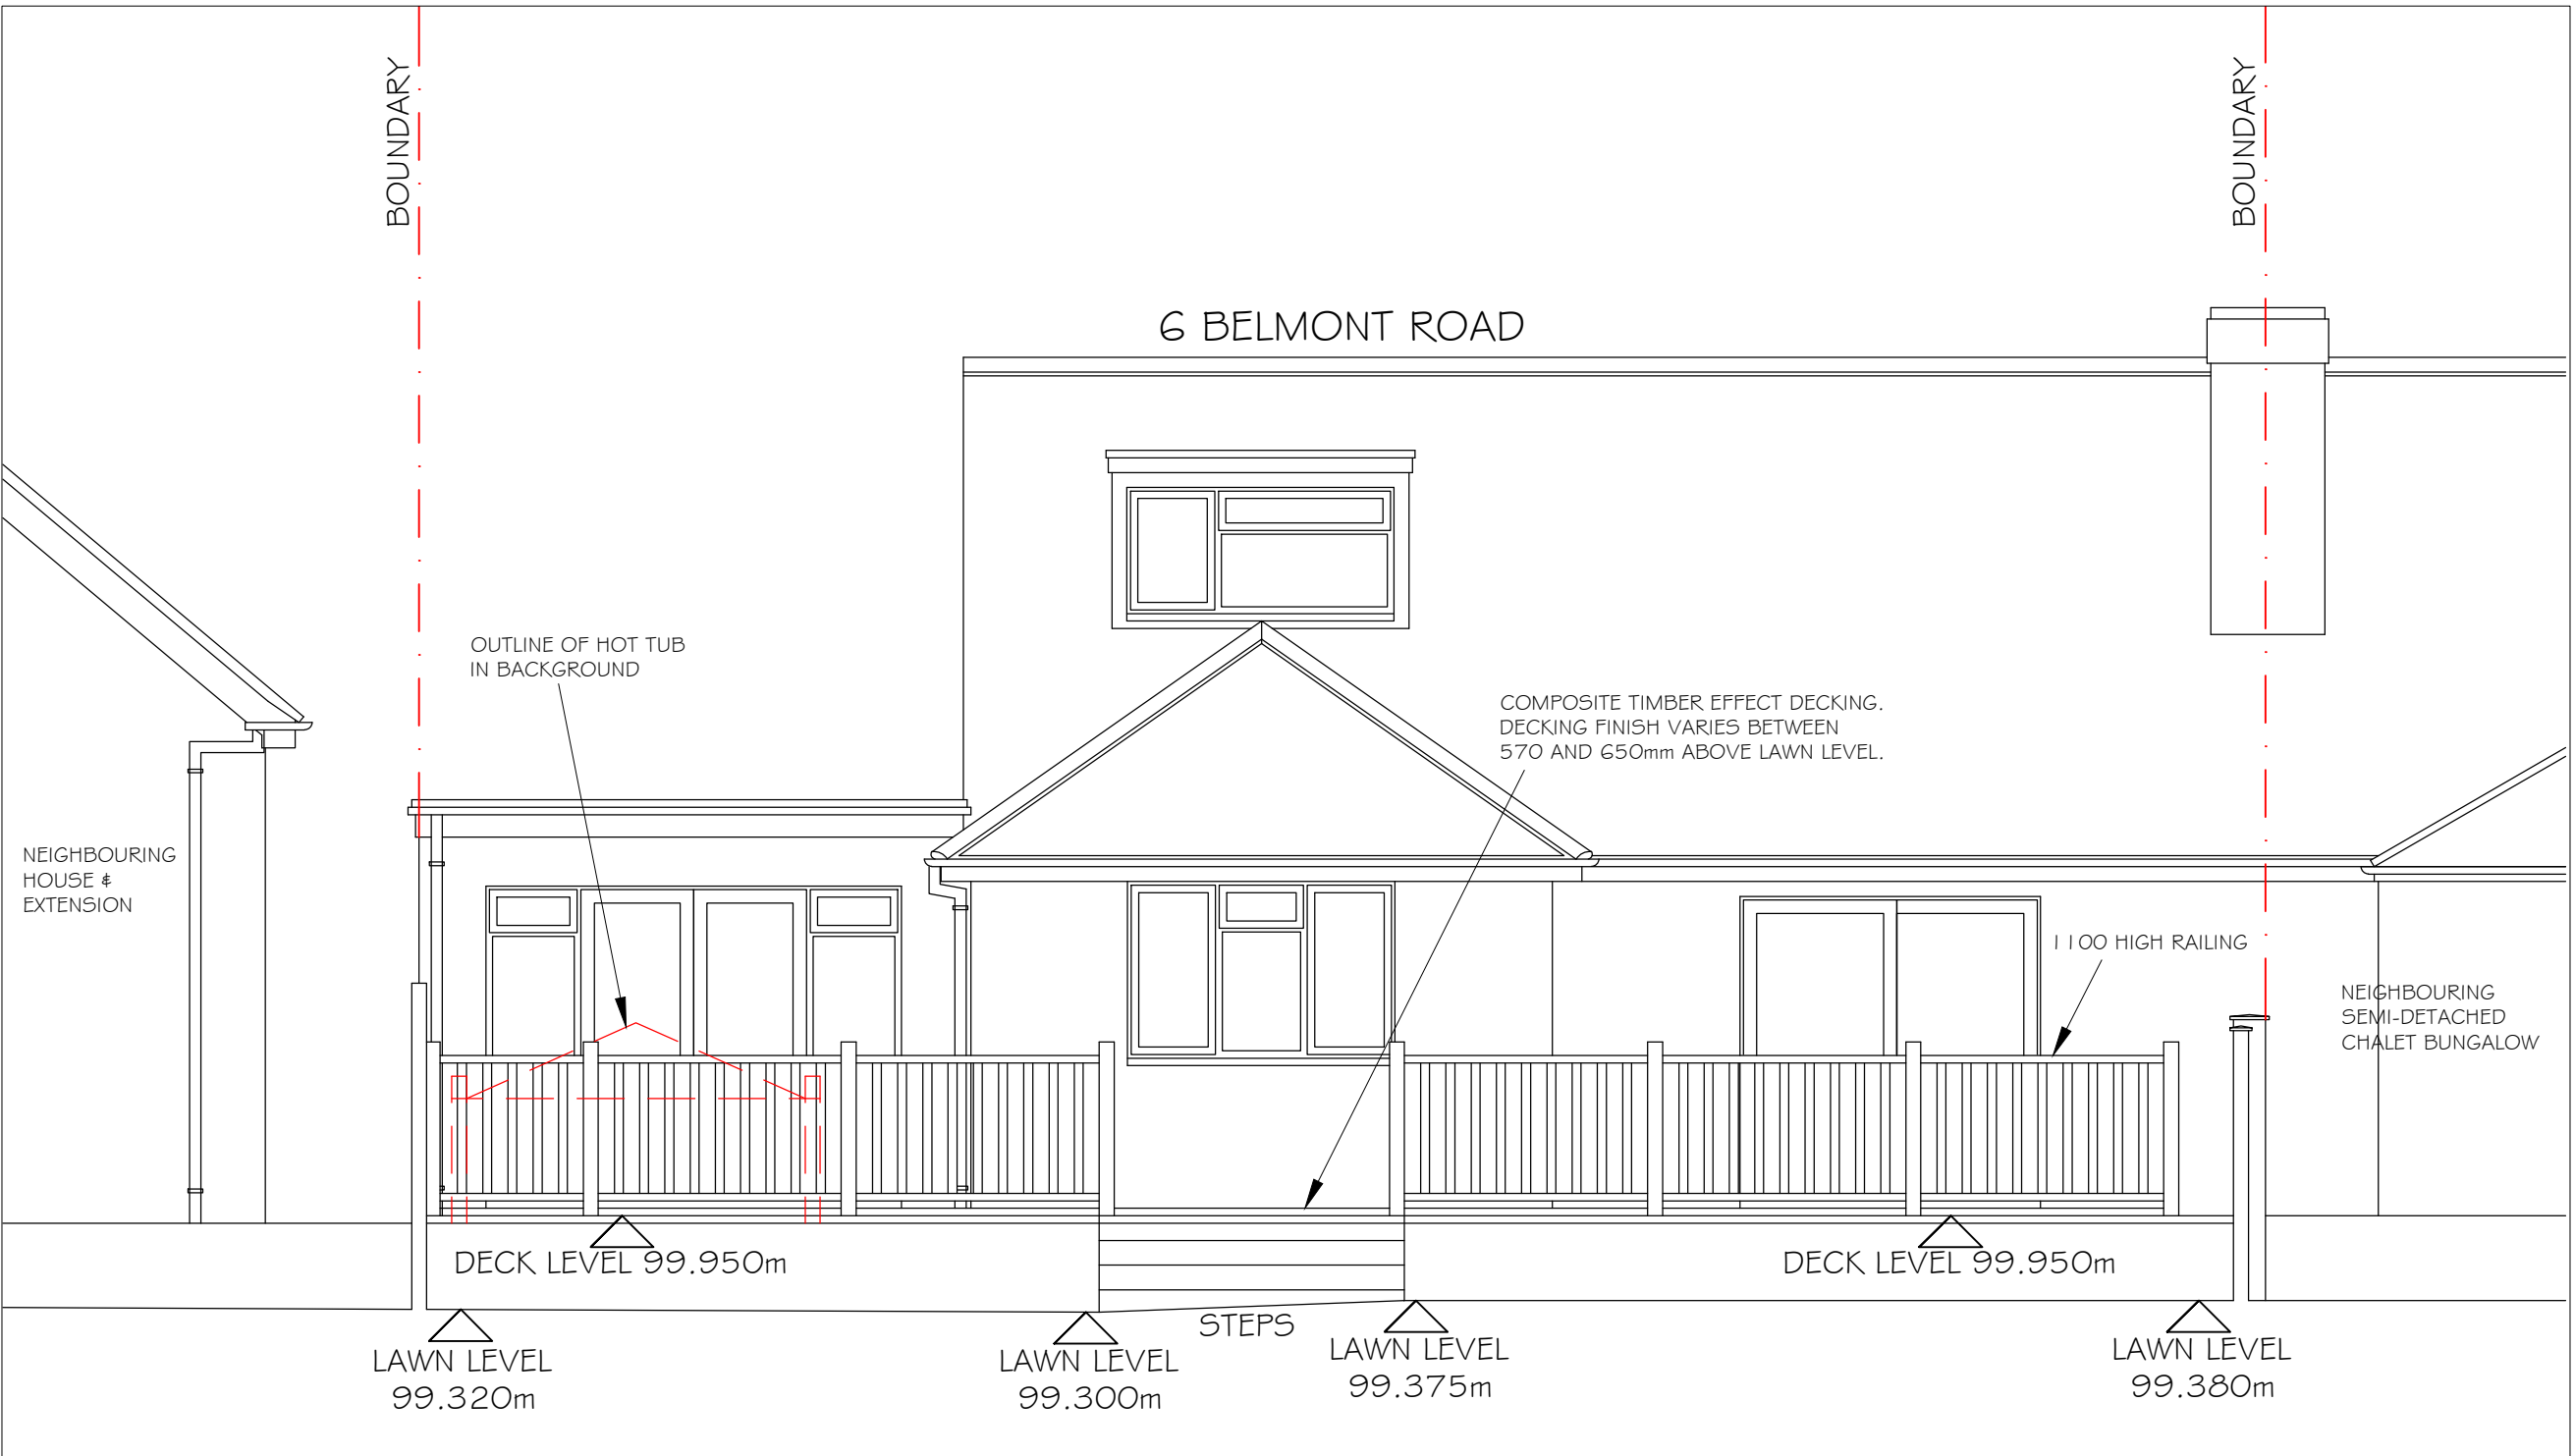 BOUNDARY
BOUNDARY
6 BELMONT ROAD
OUTLINE OF HOT TUB
IN BACKGROUND
COMPOSITE TIMBER EFFECT DECKING.
DECKING FINISH VARIES BETWEEN
570 AND 650mm ABOVE LAWN LEVEL.
NEIGHBOURING
HOUSE &
EXTENSION
1100 HIGH RAILING
NEIGHBOURING
SEMI-DETACHED
CHALET BUNGALOW
DECK LEVEL 99.950m
DECK LEVEL 99.950m
STEPS
LAWN LEVEL
99.320m
LAWN LEVEL
99.300m
LAWN LEVEL
99.375m
LAWN LEVEL
99.380m